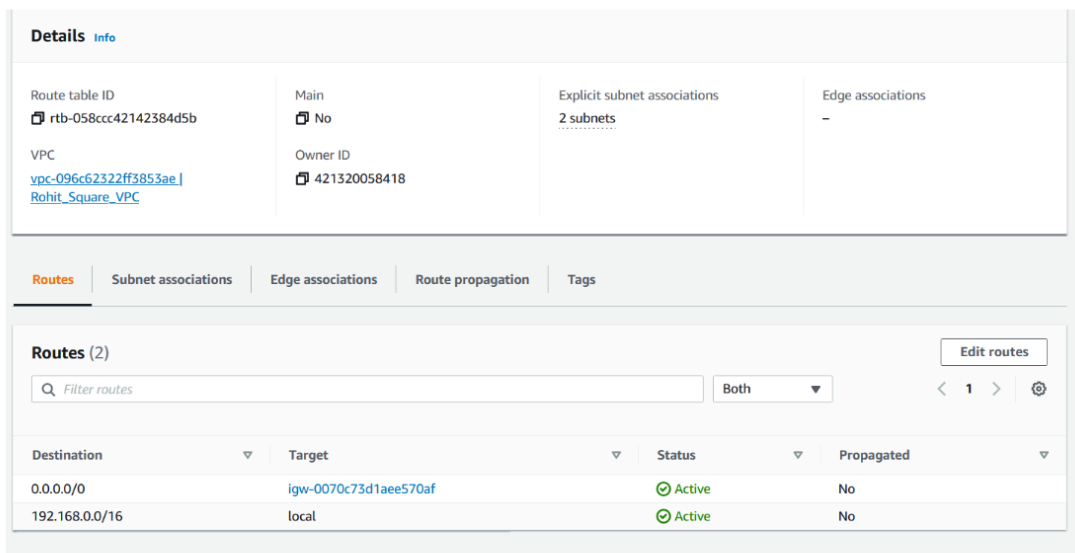 Details Info
Route table ID
rtb-058ccc42142384d5b
Main
No
Explicit subnet associations
2 subnets
Edge associations
–
VPC
vpc-096c62322ff3853ae |
Rohit_Square_VPC
Owner ID
421320058418
Routes Subnet associations Edge associations Route propagation Tags
Routes (2) Edit routes
Filter routes Both 1
Destination Target Status Propagated
0.0.0.0/0 igw-0070c73d1aee570af Active No
192.168.0.0/16 local Active No